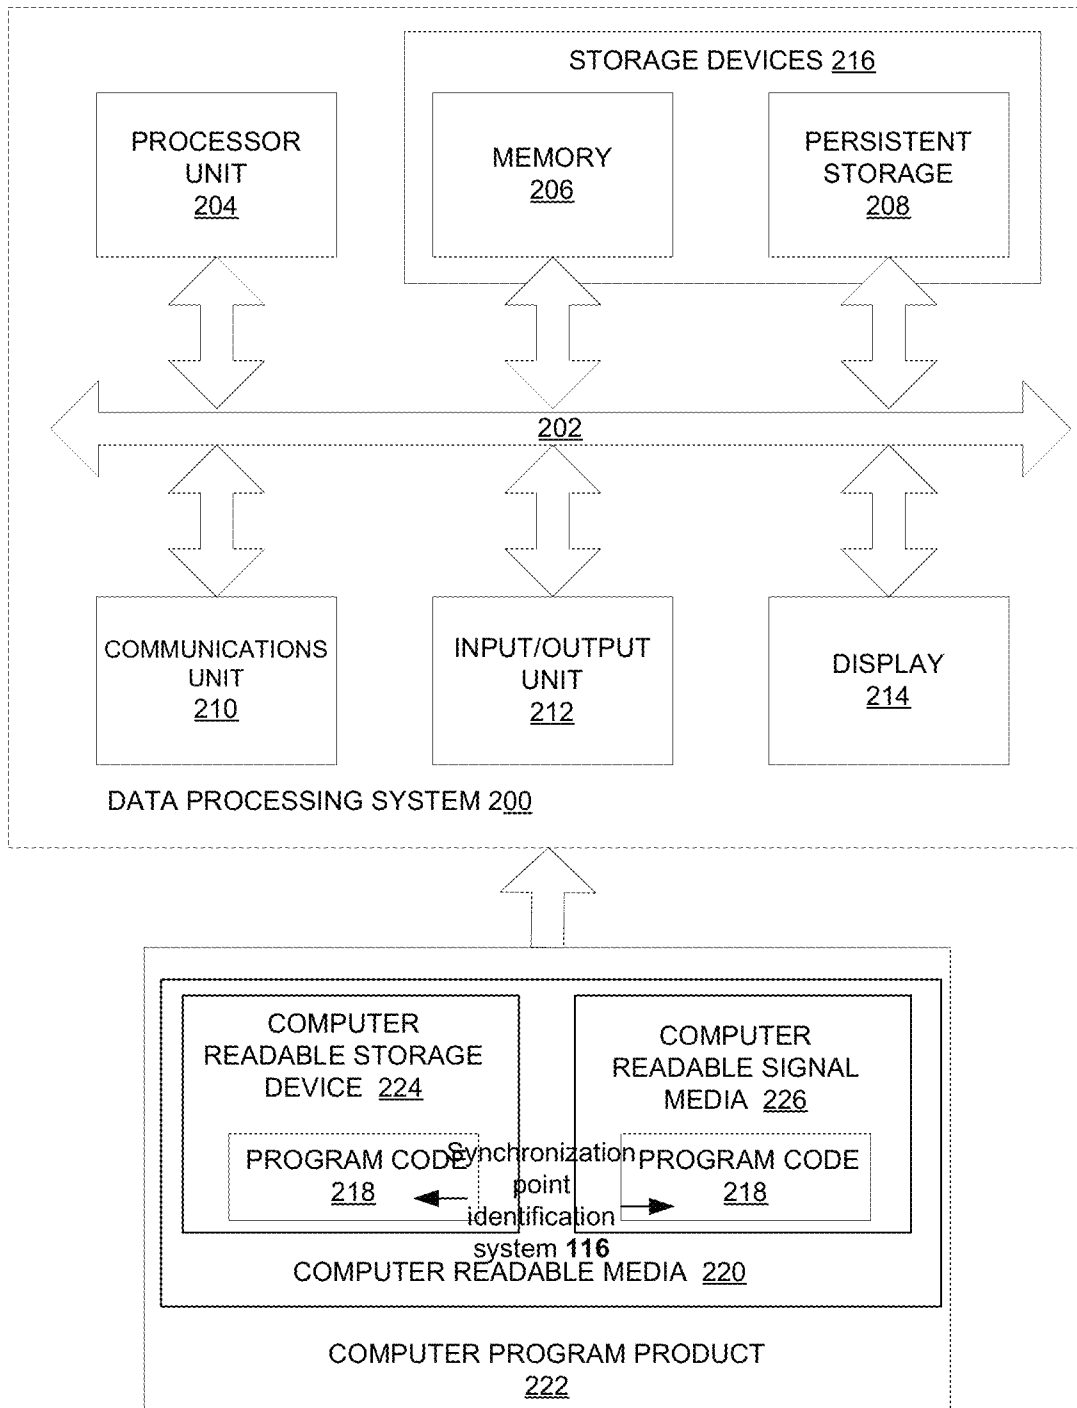 STORAGE DEVICES 216
PROCESSOR
UNIT
204
MEMORY
206
PERSISTENT
STORAGE
208
202
COMMUNICATIONS
UNIT
210
INPUT/OUTPUT
UNIT
212
DISPLAY
214
DATA PROCESSING SYSTEM 200
COMPUTER
READABLE STORAGE
DEVICE 224
COMPUTER
READABLE SIGNAL
MEDIA 226
PROGRAM CODE
218
Synchronization
point
identification
system 116
PROGRAM CODE
218
COMPUTER READABLE MEDIA 220
COMPUTER PROGRAM PRODUCT
222